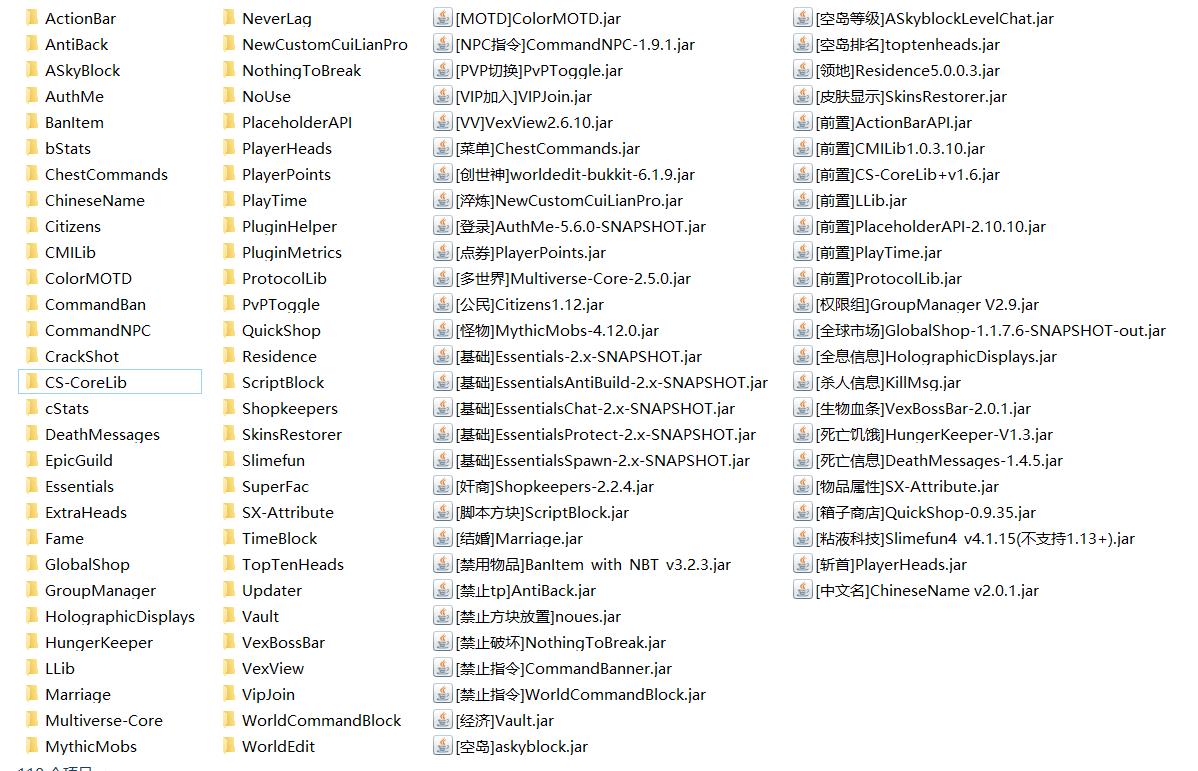 ActionBar
AntiBack
ASkyBlock
AuthMe
BanItem
bStats
ChestCommands
ChineseName
Citizens
CMILib
ColorMOTD
CommandBan
CommandNPC
CrackShot
CS-CoreLib
cStats
DeathMessages
EpicGuild
Essentials
ExtraHeads
Fame
GlobalShop
GroupManager
HolographicDisplays
HungerKeeper
LLib
Marriage
Multiverse-Core
MythicMobs
NeverLag
NewCustomCuiLianPro
NothingToBreak
NoUse
PlaceholderAPI
PlayerHeads
PlayerPoints
PlayTime
PluginHelper
PluginMetrics
ProtocolLib
PvPToggle
QuickShop
Residence
ScriptBlock
Shopkeepers
SkinsRestorer
Slimefun
SuperFac
SX-Attribute
TimeBlock
TopTenHeads
Updater
Vault
VexBossBar
VexView
VipJoin
WorldCommandBlock
WorldEdit
[MOTD]ColorMOTD.jar
[NPC指令]CommandNPC-1.9.1.jar
[PVP切换]PvPToggle.jar
[VIP加入]VIPJoin.jar
[VV]VexView2.6.10.jar
[菜单]ChestCommands.jar
[创世神]worldedit-bukkit-6.1.9.jar
[淬炼]NewCustomCuiLianPro.jar
[登录]AuthMe-5.6.0-SNAPSHOT.jar
[点券]PlayerPoints.jar
[多世界]Multiverse-Core-2.5.0.jar
[公民]Citizens1.12.jar
[怪物]MythicMobs-4.12.0.jar
[基础]Essentials-2.x-SNAPSHOT.jar
[基础]EssentialsAntiBuild-2.x-SNAPSHOT.jar
[基础]EssentialsChat-2.x-SNAPSHOT.jar
[基础]EssentialsProtect-2.x-SNAPSHOT.jar
[基础]EssentialsSpawn-2.x-SNAPSHOT.jar
[奸商]Shopkeepers-2.2.4.jar
[脚本方块]ScriptBlock.jar
[结婚]Marriage.jar
[禁用物品]BanItem with NBT v3.2.3.jar
[禁止tp]AntiBack.jar
[禁止方块放置]noues.jar
[禁止破坏]NothingToBreak.jar
[禁止指令]CommandBanner.jar
[禁止指令]WorldCommandBlock.jar
[经济]Vault.jar
[空岛]askyblock.jar
[空岛等级]ASkyblockLevelChat.jar
[空岛排名]toptenheads.jar
[领地]Residence5.0.0.3.jar
[皮肤显示]SkinsRestorer.jar
[前置]ActionBarAPI.jar
[前置]CMILib1.0.3.10.jar
[前置]CS-CoreLib+v1.6.jar
[前置]LLib.jar
[前置]PlaceholderAPI-2.10.10.jar
[前置]PlayTime.jar
[前置]ProtocolLib.jar
[权限组]GroupManager V2.9.jar
[全球市场]GlobalShop-1.1.7.6-SNAPSHOT-out.jar
[全息信息]HolographicDisplays.jar
[杀人信息]KillMsg.jar
[生物血条]VexBossBar-2.0.1.jar
[死亡饥饿]HungerKeeper-V1.3.jar
[死亡信息]DeathMessages-1.4.5.jar
[物品属性]SX-Attribute.jar
[箱子商店]QuickShop-0.9.35.jar
[粘液科技]Slimefun4 v4.1.15(不支持1.13+).jar
[斩首]PlayerHeads.jar
[中文名]ChineseName v2.0.1.jar